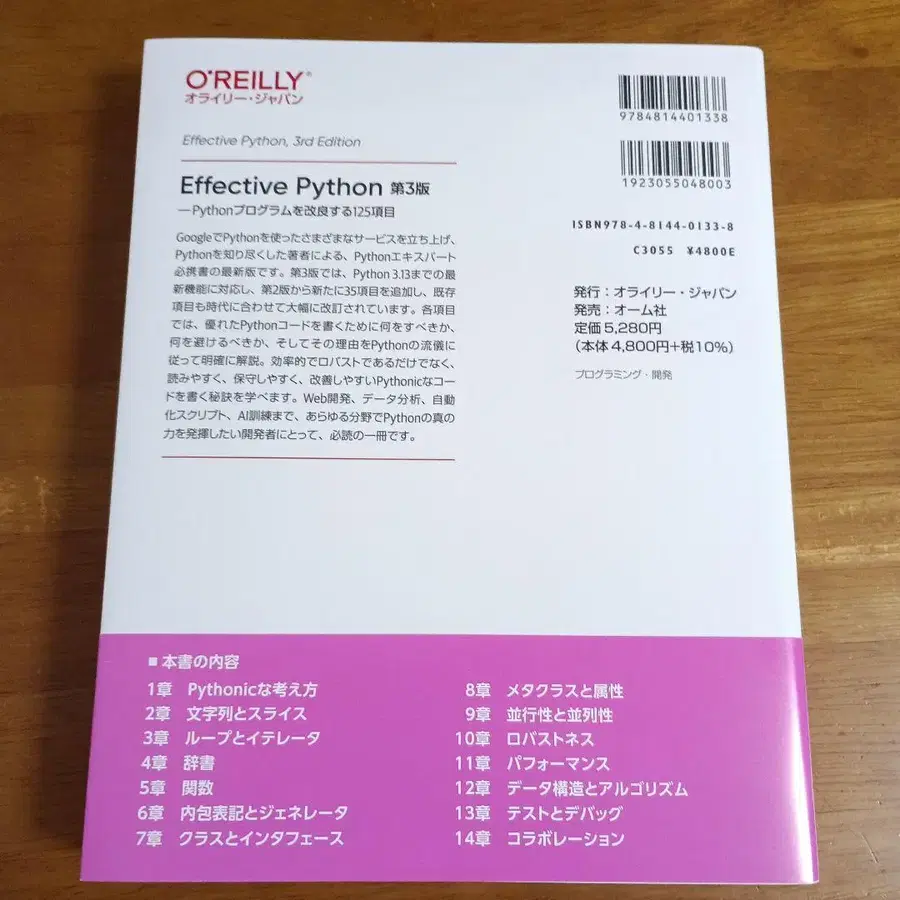 O'REILLY®
オライリー・ジャパン
Effective Python, 3rd Edition
Effective Python 第3版
―Pythonプログラムを改良する125項目
GoogleでPythonを使ったさまざまなサービスを立ち上げ、
Pythonを知り尽くした著者による、Pythonエキスパート
必携書の最新版です。第3版では、Python 3.13までの最
新機能に対応し、第2版から新たに35項目を追加し、既存
項目も時代に合わせて大幅に改訂されています。各項目
では、優れたPythonコードを書くために何をすべきか、
何を避けるべきか、そしてその理由をPythonの流儀に
従って明確に解説。効率的でロバストであるだけでなく、
読みやすく、保守しやすく、改善しやすいPythonicなコー
ドを書く秘訣を学べます。Web開発、データ分析、自動
化スクリプト、AI訓練まで、あらゆる分野でPythonの真の
力を発揮したい開発者にとって、必読の一冊です。
9784814401338
1923055048003
ISBN978-4-8144-0133-8
C3055 ¥4800E
発行：オライリー・ジャパン
発売：オーム社
定価5,280円
（本体4,800円+税10%）
プログラミング・開発
■ 本書の内容
1章 Pythonicな考え方
2章 文字列とスライス
3章 ループとイテレータ
4章 辞書
5章 関数
6章 内包表記とジェネレータ
7章 クラスとインタフェース
8章 メタクラスと属性
9章 並行性と並列性
10章 ロバストネス
11章 パフォーマンス
12章 データ構造とアルゴリズム
13章 テストとデバッグ
14章 コラボレーション